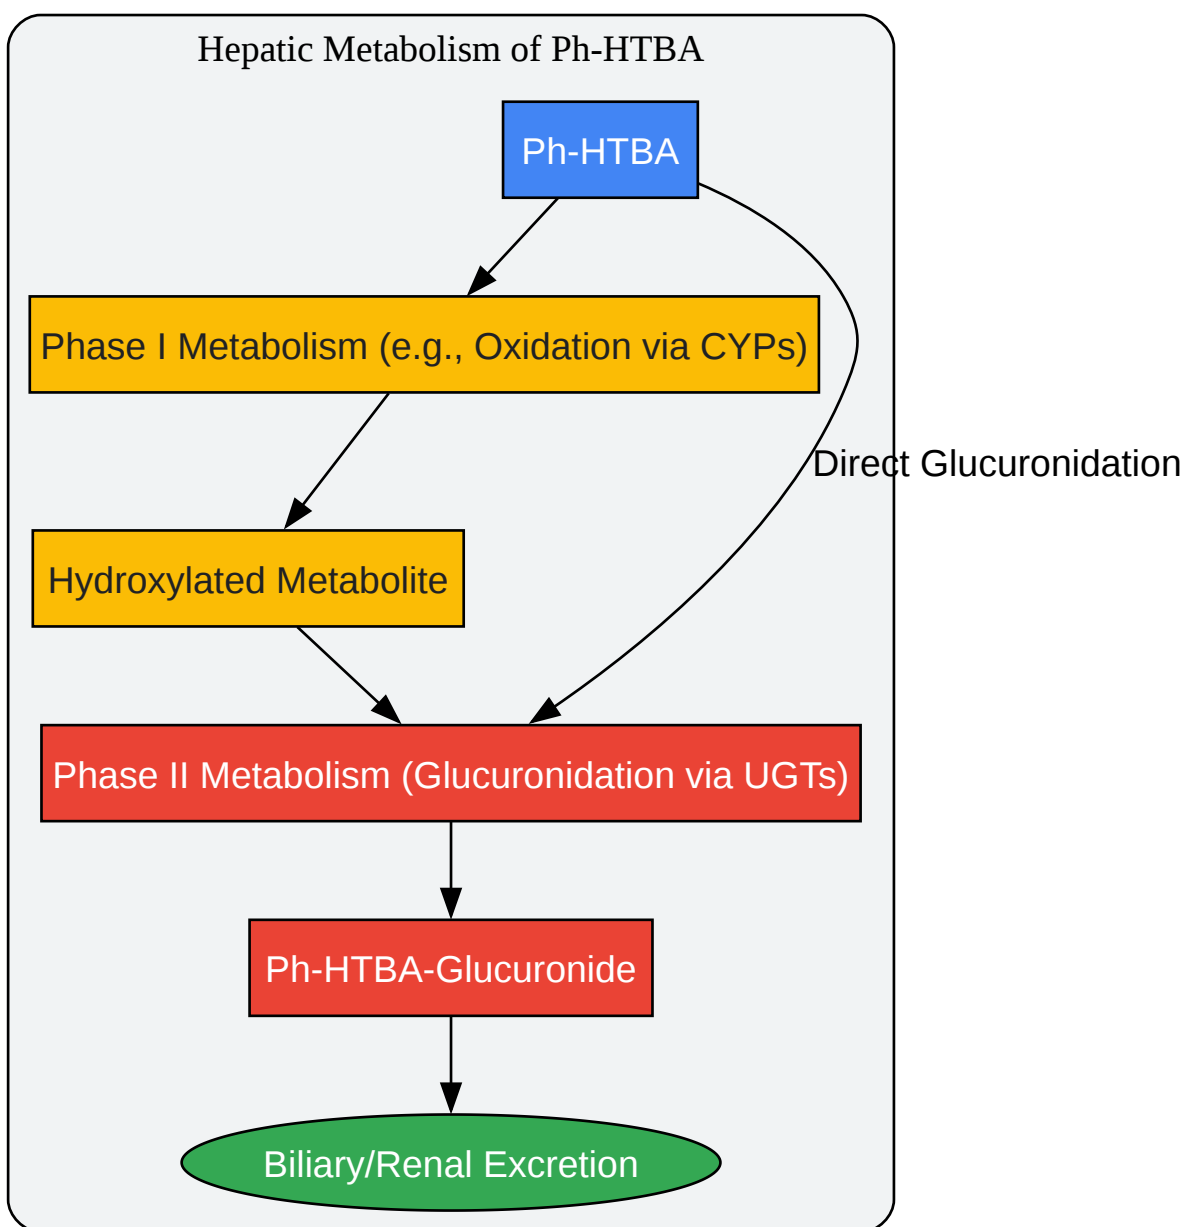 Hepatic Metabolism of Ph-HTBA
Ph-HTBA
Phase I Metabolism (e.g., Oxidation via CYPs)
Direct Glucuronidation
Hydroxylated Metabolite
Phase II Metabolism (Glucuronidation via UGTs)
Ph-HTBA-Glucuronide
Biliary/Renal Excretion